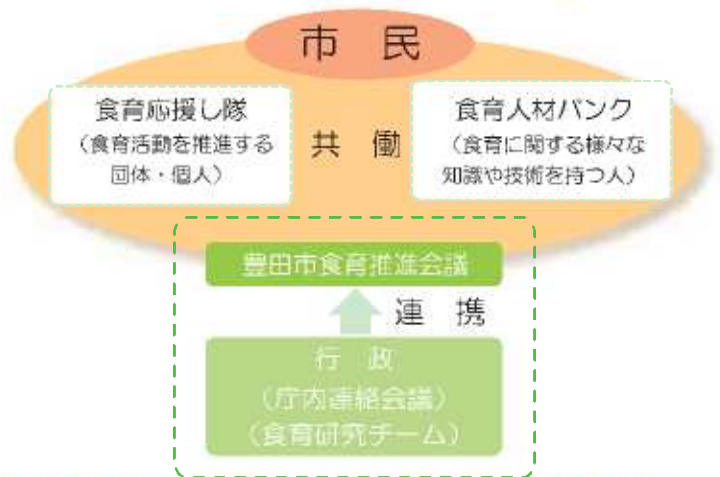 市 民
食育応援し隊
(食育活動を推進する
団体・個人)
共 働
食育人材バンク
(食育に関する様々な
知識や技術を持つ人)
豊田市食育推進会議
連 携
行 政
(庁内連絡会議)
(食育研究チーム)